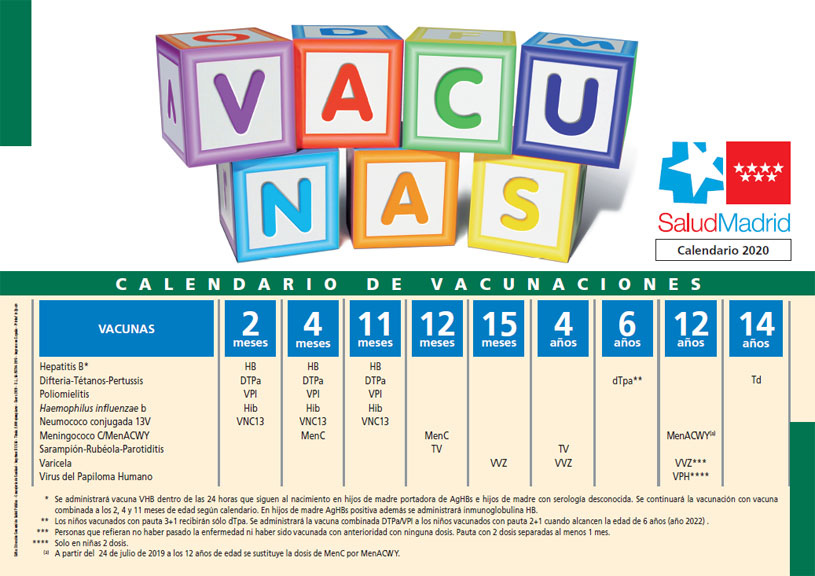 O D E M
V A C U
N A S
SaludMadrid
Calendario 2020
CALENDARIO DE VACUNACIONES
VACUNAS 2 meses 4 meses 11 meses 12 meses 15 meses 4 años 6 años 12 años 14 años
Hepatitis B* HB HB HB
Difteria-Tétanos-Pertussis DTPa DTPa DTPa dTpa** Td
Poliomielitis VPI VPI VPI
Haemophilus influenzae b Hib Hib Hib
Neumococo conjugada 13V VNC13 VNC13 VNC13
Meningococo C/MenACWY MenC MenC MenACWY(a)
Sarampión-Rubéola-Parotiditis TV TV
Varicela VVZ VVZ VVZ***
Virus del Papiloma Humano VPH****
* Se administrará vacuna VHB dentro de las 24 horas que siguen al nacimiento en hijos de madre portadora de AgHBs e hijos de madre con serología desconocida. Se continuará la vacunación con vacuna
combinada a los 2, 4 y 11 meses de edad según calendario. En hijos de madre AgHBs positiva además se administrará inmunoglobulina HB.
** Los niños vacunados con pauta 3+1 recibirán sólo dTpa. Se administrará la vacuna combinada DTPa/VPI a los niños vacunados con pauta 2+1 cuando alcancen la edad de 6 años (año 2022) .
*** Personas que refieran no haber pasado la enfermedad ni haber sido vacunada con anterioridad con ninguna dosis. Pauta con 2 dosis separadas al menos 1 mes.
**** Solo en niñas 2 dosis.
(a) A partir del 24 de julio de 2019 a los 12 años de edad se sustituye la dosis de MenC por MenACWY.